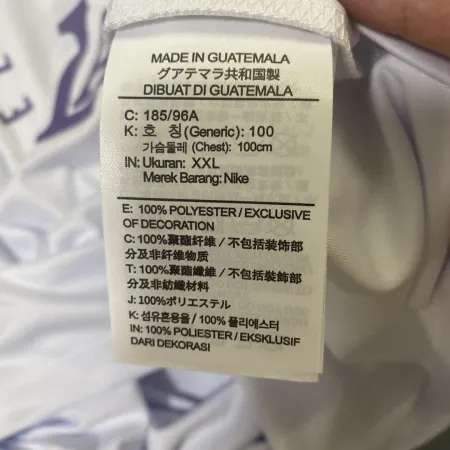 MADE IN GUATEMALA
グアテマラ共和国製
DIBUAT DI GUATEMALA
C: 185/96A
K: 호 칭(Generic): 100
가슴둘레 (Chest): 100cm
IN: Ukuran: XXL
Merek Barang: Nike
E: 100% POLYESTER / EXCLUSIVE
OF DECORATION
C: 100%聚酯纤维 / 不包括装饰部
分及非纤维物质
T: 100%聚酯纖維 / 不包括裝飾部
分及非紡織材料
J: 100%ポリエステル
K: 섬유혼용율 / 100% 폴리에스터
IN: 100% POLIESTER / EKSKLUSIF
DARI DEKORASI